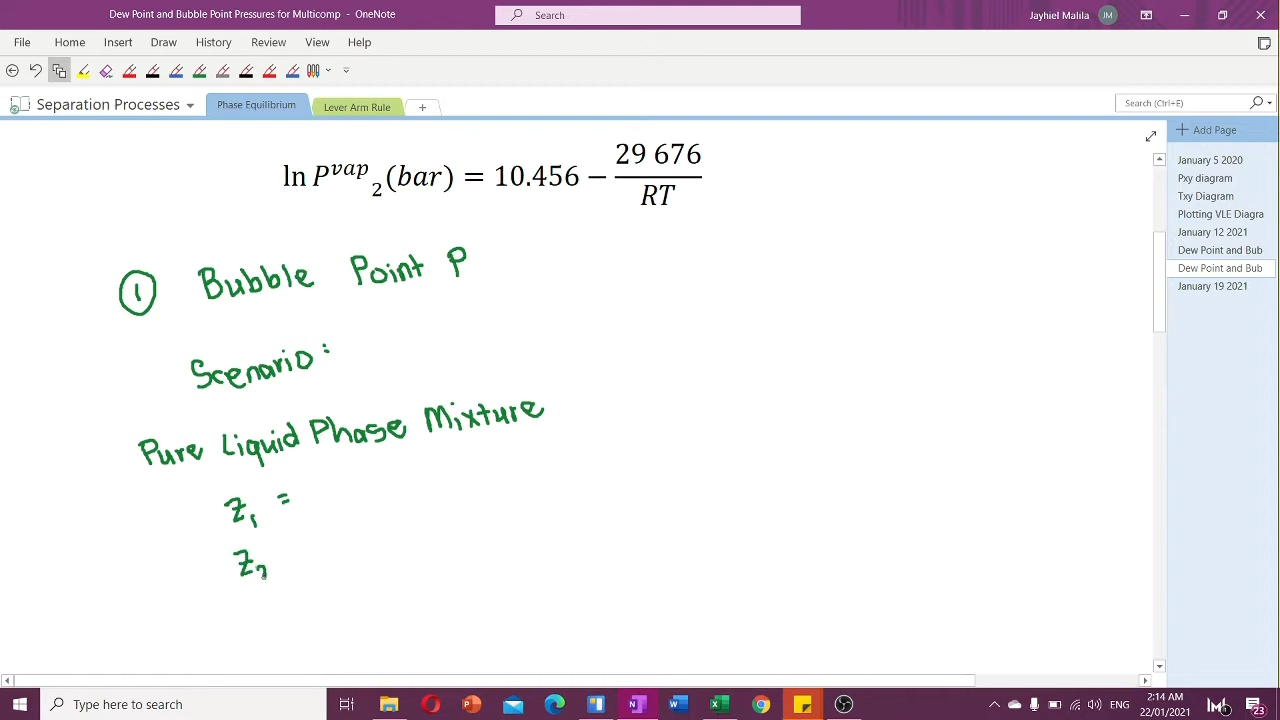 Dew Point and Bubble Point Pressures for Multicomp - OneNote
Search
Jayhiel Malila JM
File Home Insert Draw History Review View Help
Separation Processes Phase Equilibrium Lever Arm Rule +
Search (Ctrl+E)
Add Page
January 5 2020
Pxy diagram
Txy Diagram
Plotting VLE Diagra
January 12 2021
Dew Point and Bub
Dew Point and Bub
January 19 2021
ln P^vap_2 (bar) = 10.456 − 29 676 / RT
① Bubble Point P
Scenario:
Pure Liquid Phase Mixture
z₁ =
z₂
Type here to search
ENG
2:14 AM
22/01/2021
23